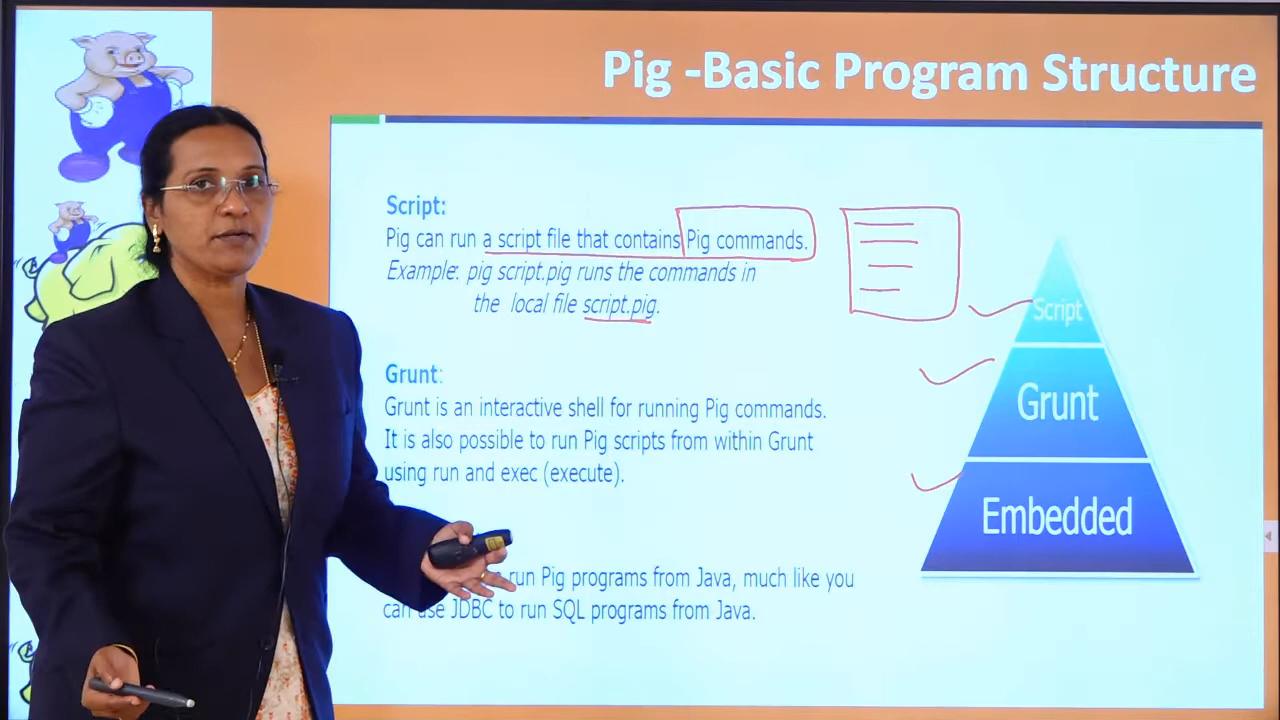 Pig -Basic Program Structure
Script:
Pig can run a script file that contains Pig commands.
Example: pig script.pig runs the commands in
the local file script.pig.
Grunt:
Grunt is an interactive shell for running Pig commands.
It is also possible to run Pig scripts from within Grunt
using run and exec (execute).
run Pig programs from Java, much like you
can use JDBC to run SQL programs from Java.
Script
Grunt
Embedded